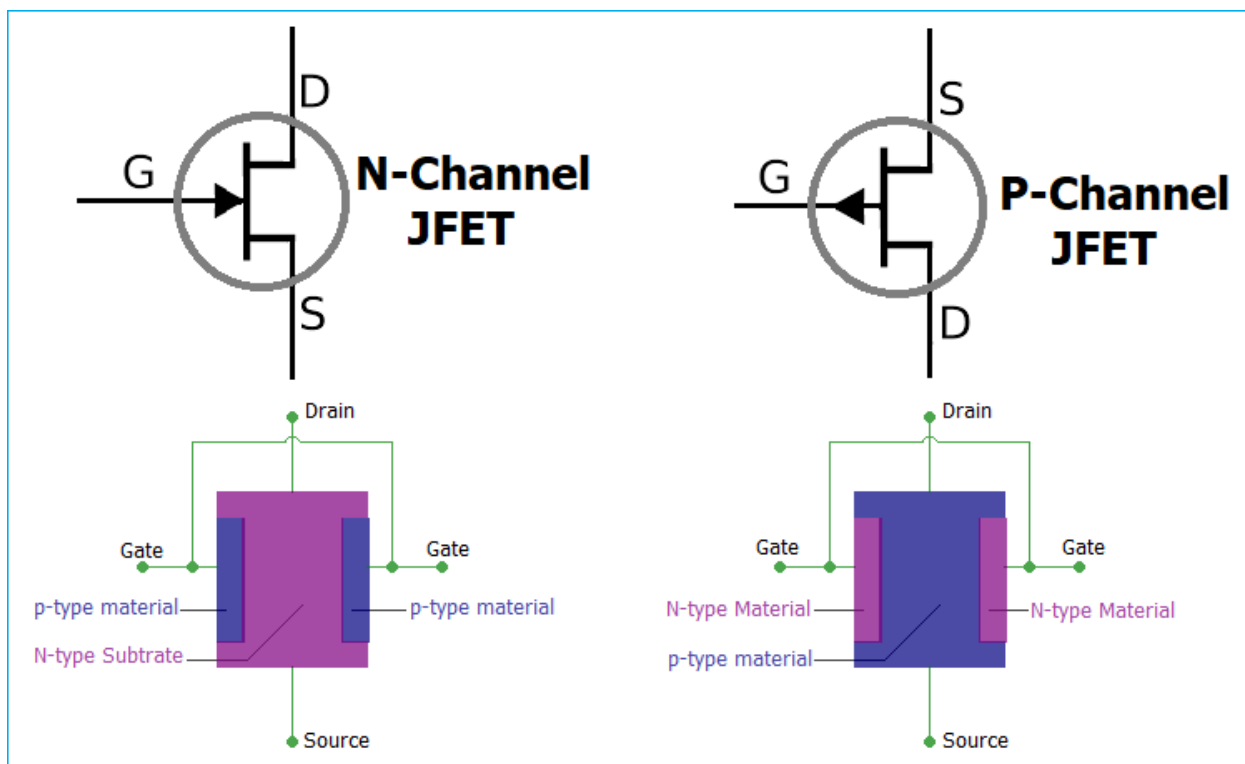 D
G
N-Channel
JFET
S
S
G
P-Channel
JFET
D
Drain
Gate
Gate
p-type material
p-type material
N-type Subtrate
Source
Drain
Gate
Gate
N-type Material
N-type Material
p-type material
Source